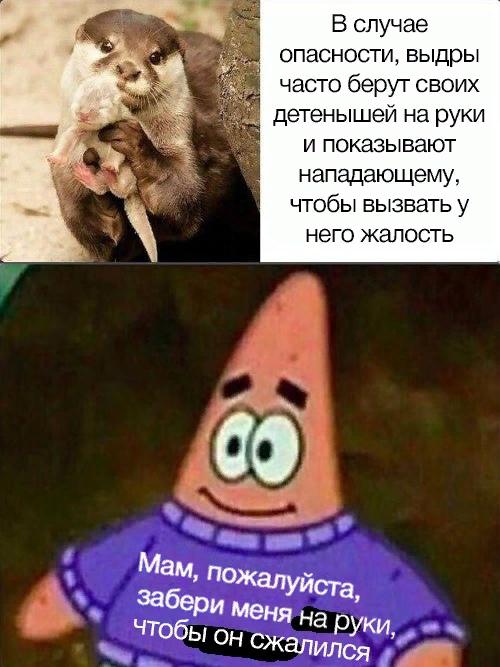 В случае
опасности, выдры
часто берут своих
детенышей на руки
и показывают
нападающему,
чтобы вызвать у
него жалость
Мам, пожалуйста,
забери меня на руки,
чтобы он сжалился